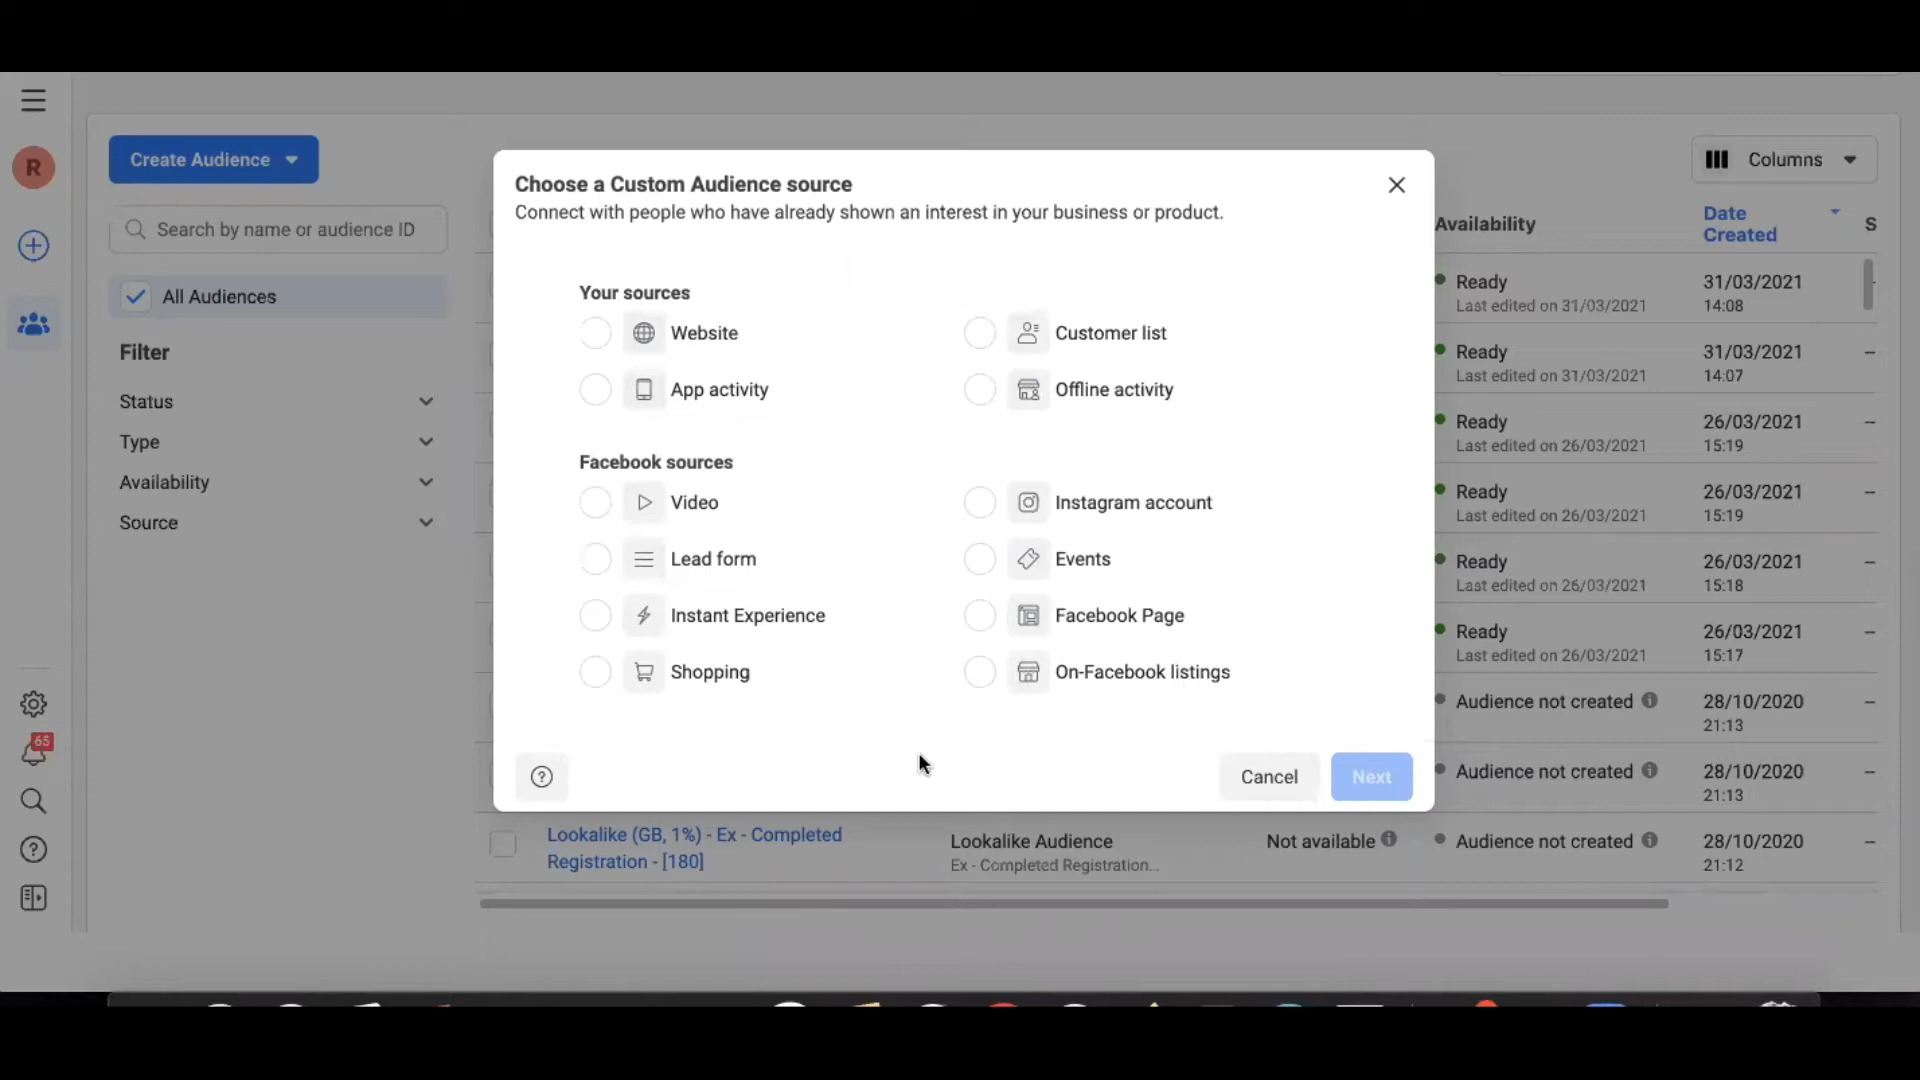 R
Create Audience
Search by name or audience ID
All Audiences
Filter
Status
Type
Availability
Source
65
Choose a Custom Audience source
Connect with people who have already shown an interest in your business or product.
Your sources
Website
Customer list
App activity
Offline activity
Facebook sources
Video
Instagram account
Lead form
Events
Instant Experience
Facebook Page
Shopping
On-Facebook listings
Cancel
Next
Columns
Availability
Date
Created
S
Ready
31/03/2021
Last edited on 31/03/2021
14:08
Ready
31/03/2021
--
Last edited on 31/03/2021
14:07
Ready
26/03/2021
--
Last edited on 26/03/2021
15:19
Ready
26/03/2021
--
Last edited on 26/03/2021
15:19
Ready
26/03/2021
--
Last edited on 26/03/2021
15:18
Ready
26/03/2021
--
Last edited on 26/03/2021
15:17
Audience not created
28/10/2020
--
21:13
Audience not created
28/10/2020
--
21:13
Lookalike (GB, 1%) - Ex - Completed
Registration - [180]
Lookalike Audience
Ex - Completed Registration...
Not available
Audience not created
28/10/2020
--
21:12